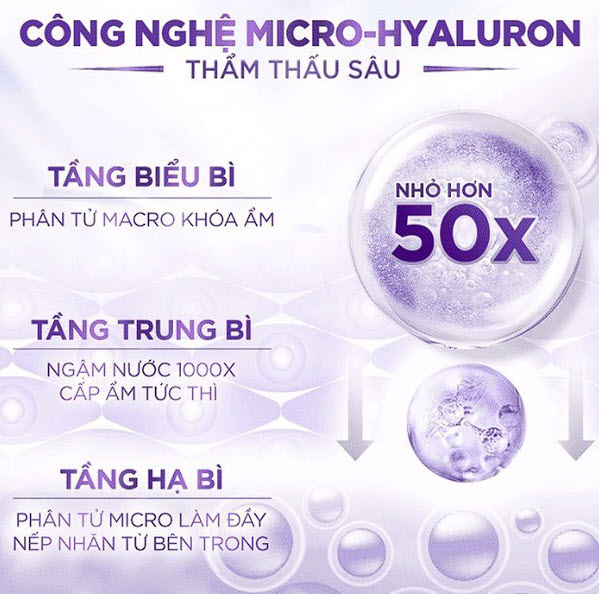 CÔNG NGHỆ MICRO-HYALURON
THẨM THẤU SÂU
TẦNG BIỂU BÌ
PHÂN TỬ MACRO KHÓA ẨM
NHỎ HƠN
50x
TẦNG TRUNG BÌ
NGẬM NƯỚC 1000X
CẤP ẨM TỨC THÌ
TẦNG HẠ BÌ
PHÂN TỬ MICRO LÀM ĐẦY
NẾP NHĂN TỪ BÊN TRONG